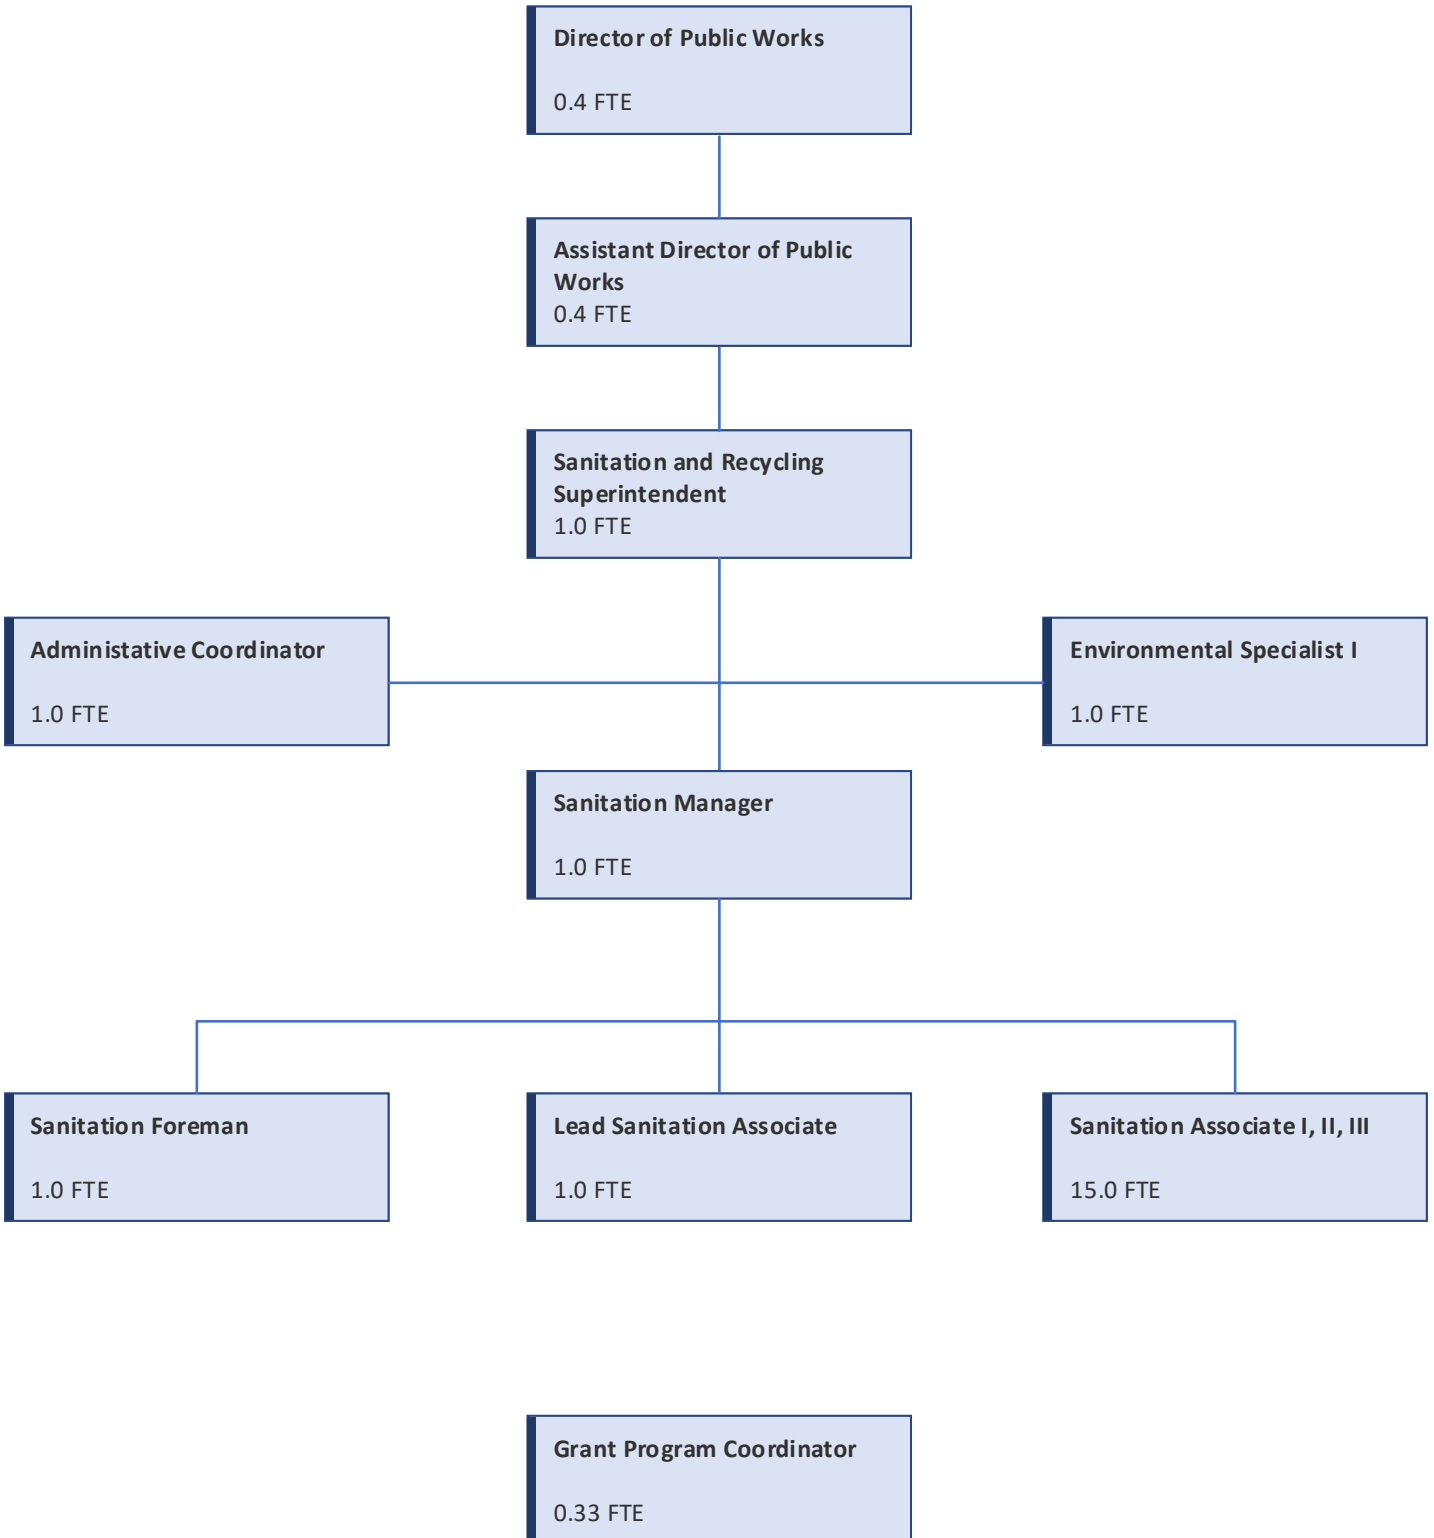 Director of Public Works
0.4 FTE
Assistant Director of Public
Works
0.4 FTE
Sanitation and Recycling
Superintendent
1.0 FTE
Administative Coordinator
1.0 FTE
Environmental Specialist I
1.0 FTE
Sanitation Manager
1.0 FTE
Sanitation Foreman
1.0 FTE
Lead Sanitation Associate
1.0 FTE
Sanitation Associate I, II, III
15.0 FTE
Grant Program Coordinator
0.33 FTE